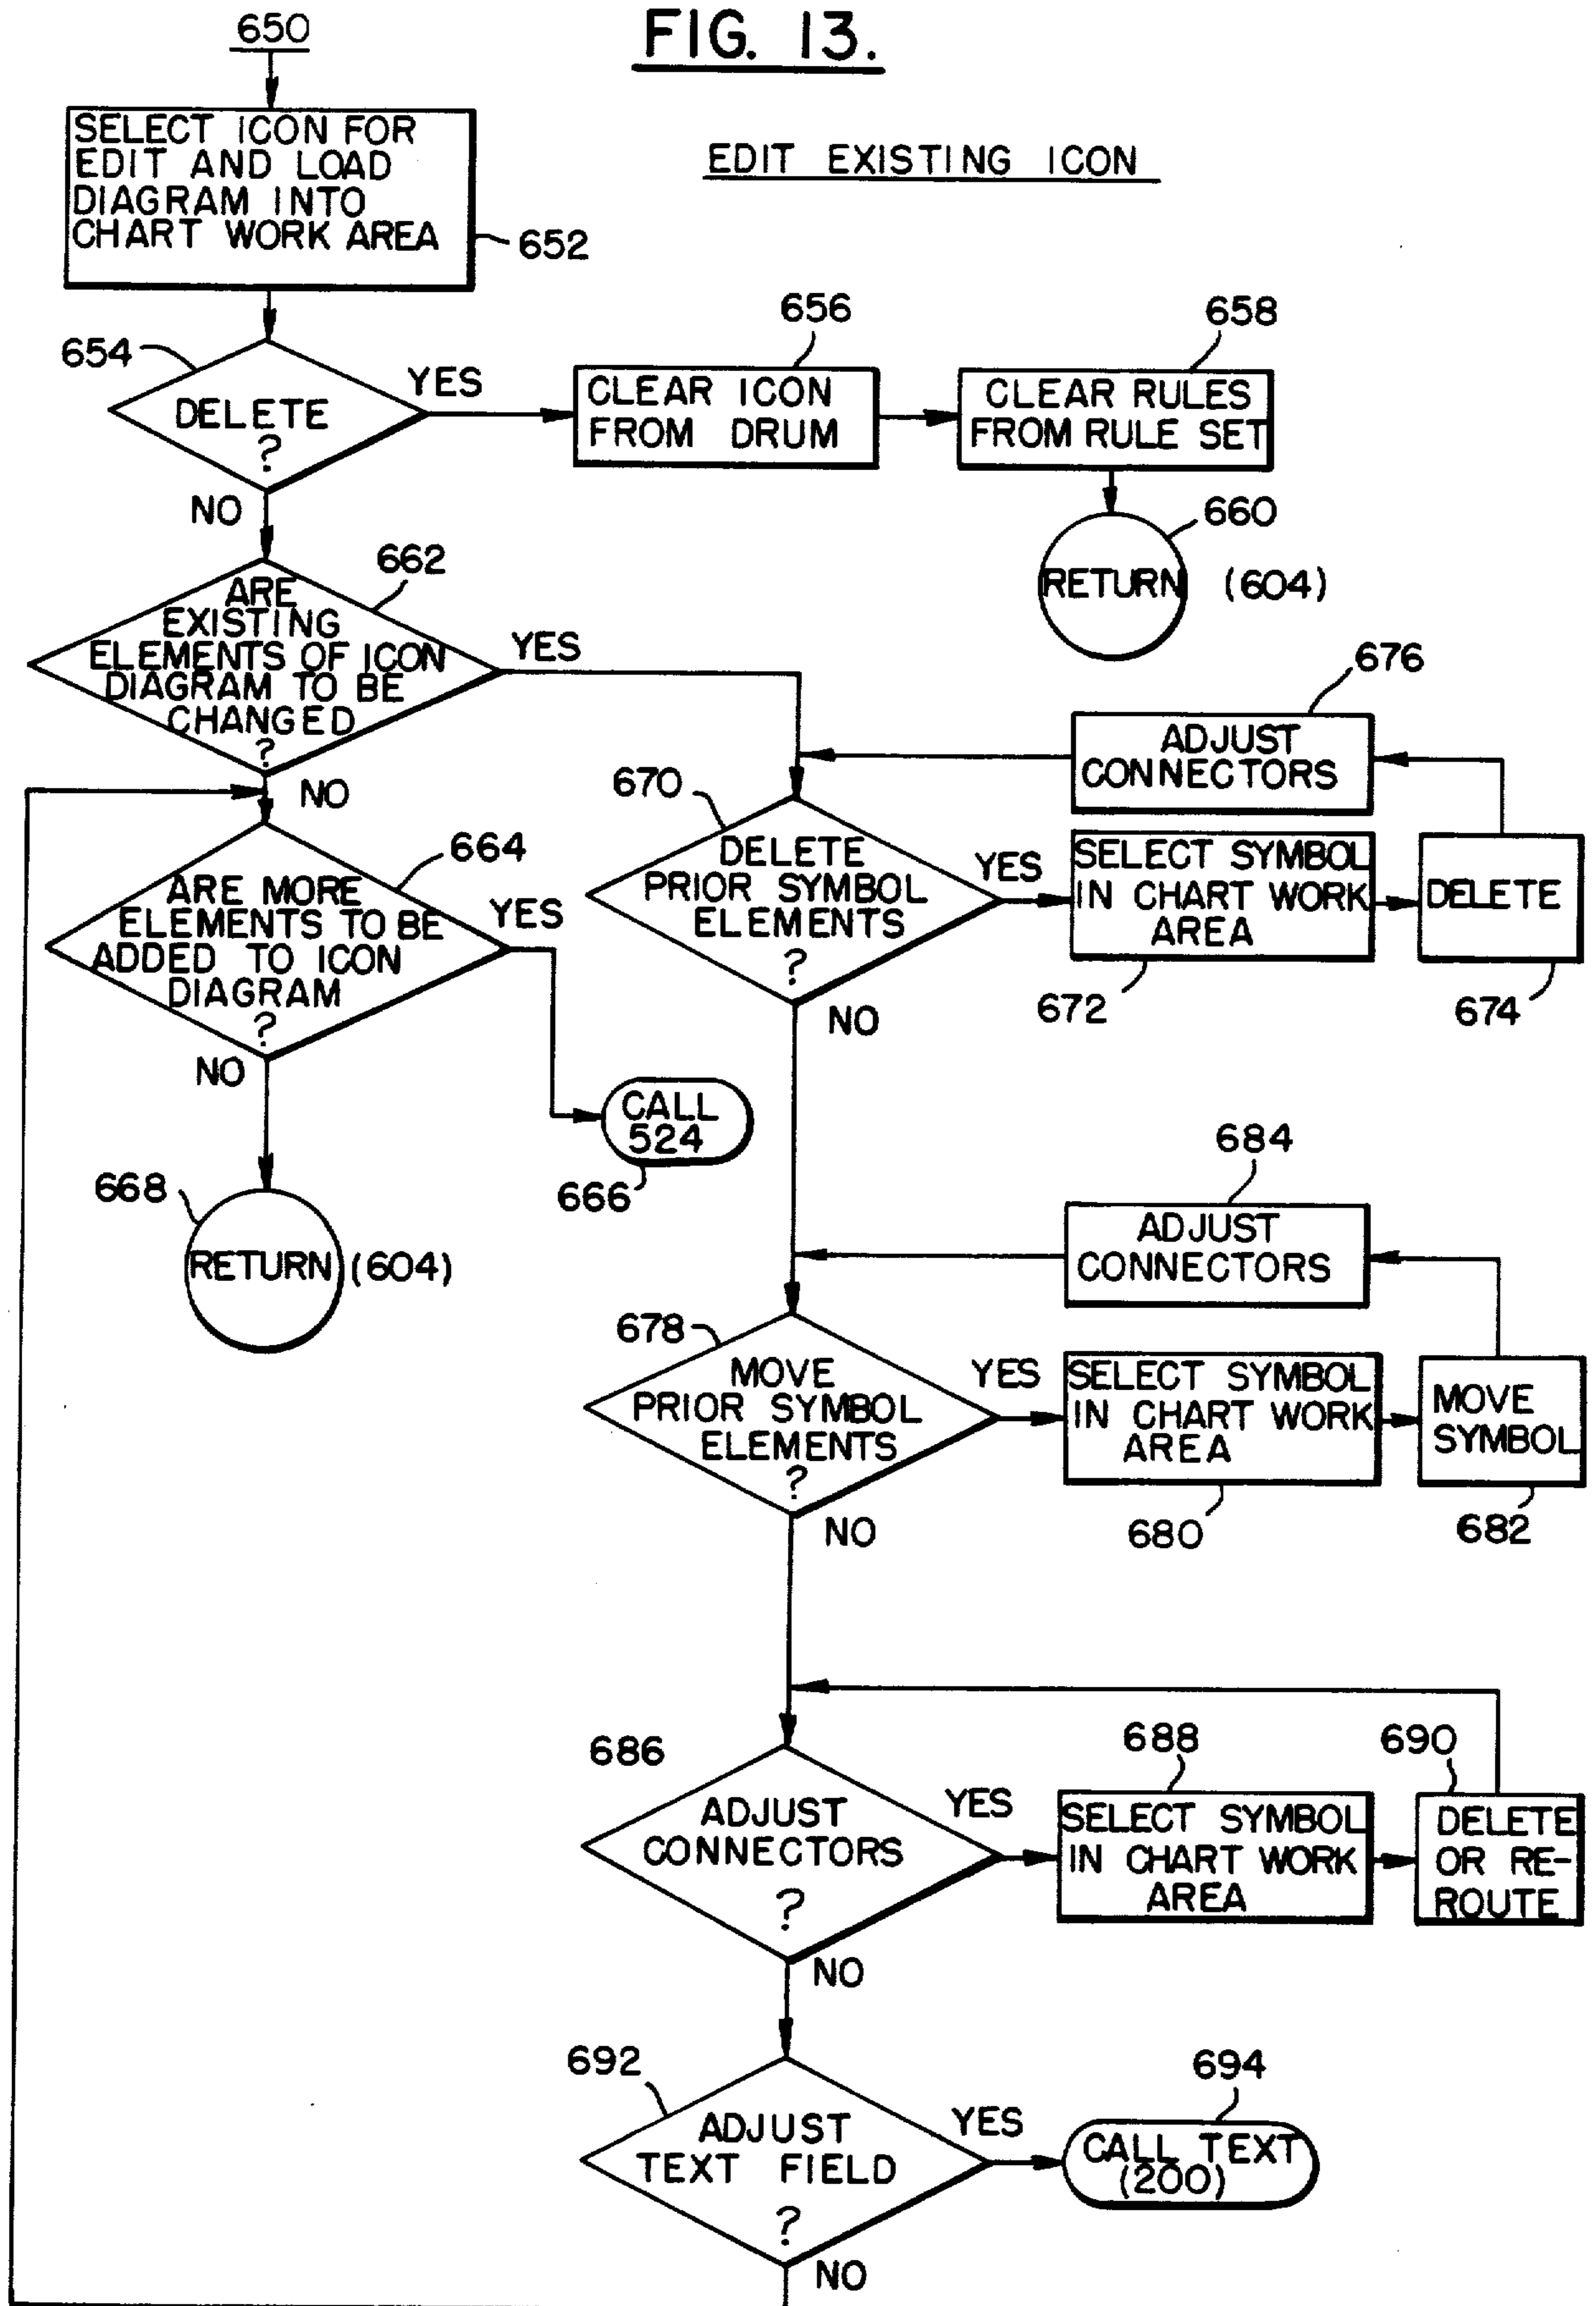 650
FIG. 13.
EDIT EXISTING ICON
SELECT ICON FOR
EDIT AND LOAD
DIAGRAM INTO
CHART WORK AREA
652
654
DELETE
?
YES
NO
656
CLEAR ICON
FROM DRUM
658
CLEAR RULES
FROM RULE SET
660
RETURN (604)
662
ARE
EXISTING
ELEMENTS OF ICON
DIAGRAM TO BE
CHANGED
?
YES
NO
664
ARE MORE
ELEMENTS TO BE
ADDED TO ICON
DIAGRAM
?
YES
NO
CALL
524
666
668
RETURN (604)
676
ADJUST
CONNECTORS
670
DELETE
PRIOR SYMBOL
ELEMENTS
?
YES
NO
SELECT SYMBOL
IN CHART WORK
AREA
672
DELETE
674
684
ADJUST
CONNECTORS
678
MOVE
PRIOR SYMBOL
ELEMENTS
?
YES
NO
SELECT SYMBOL
IN CHART WORK
AREA
680
MOVE
SYMBOL
682
686
ADJUST
CONNECTORS
?
YES
NO
688
SELECT SYMBOL
IN CHART WORK
AREA
690
DELETE
OR RE-
ROUTE
692
ADJUST
TEXT FIELD
?
YES
NO
694
CALL TEXT
(200)